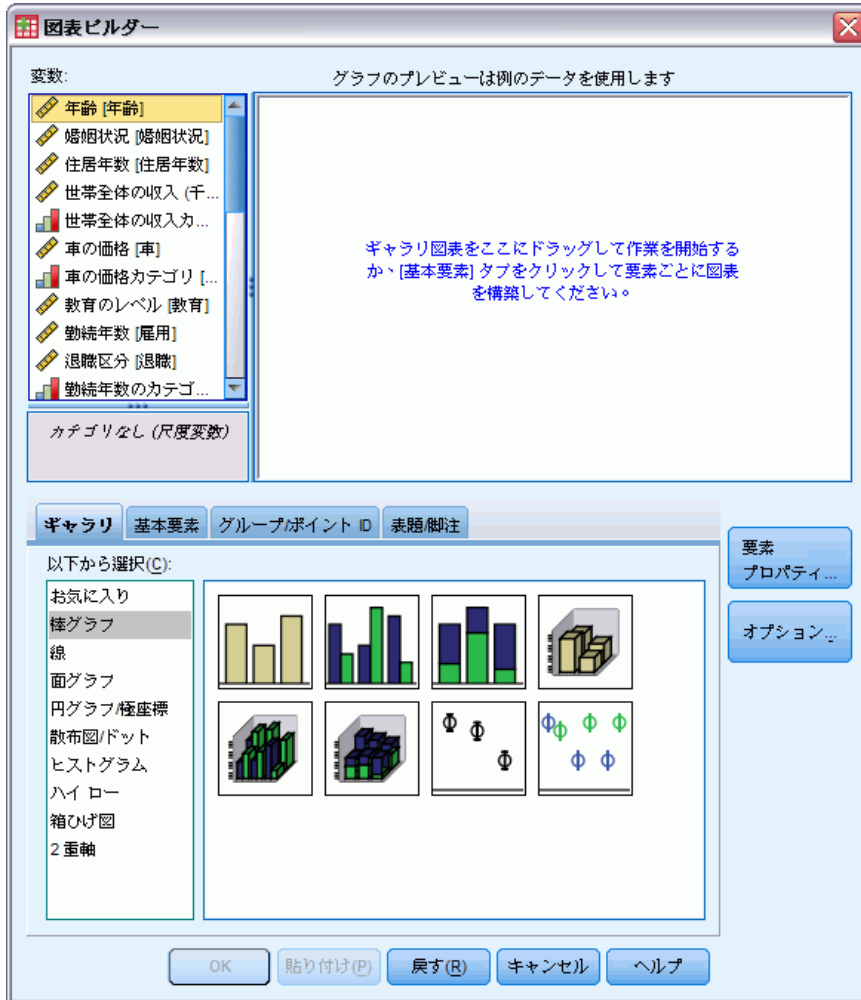 図表ビルダー
変数:
グラフのプレビューは例のデータを使用します
年齢 [年齢]
婚姻状況 [婚姻状況]
住居年数 [住居年数]
世帯全体の収入 (千...
世帯全体の収入カ...
車の価格 [車]
車の価格カテゴリ [...
教育のレベル [教育]
勤続年数 [雇用]
退職区分 [退職]
勤続年数のカテゴ...
ギャラリ図表をここにドラッグして作業を開始する
か、[基本要素] タブをクリックして要素ごとに図表
を構築してください。
カテゴリなし (尺度変数)
ギャラリ
基本要素
グループ/ポイント ID
表題/脚注
以下から選択(C):
お気に入り
棒グラフ
線
面グラフ
円グラフ/極座標
散布図/ドット
ヒストグラム
ハイ ロー
箱ひげ図
2 重軸
要素
プロパティ...
オプション...
OK
貼り付け(P)
戻す(R)
キャンセル
ヘルプ